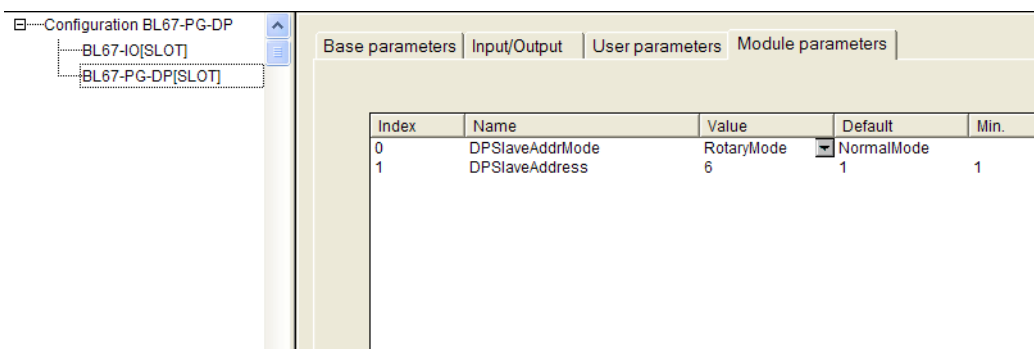 Configuration BL67-PG-DP
BL67-IO[SLOT]
BL67-PG-DP[SLOT]
Base parameters Input/Output User parameters Module parameters
Index Name Value Default Min.
0 DPSlaveAddrMode RotaryMode NormalMode
1 DPSlaveAddress 6 1 1